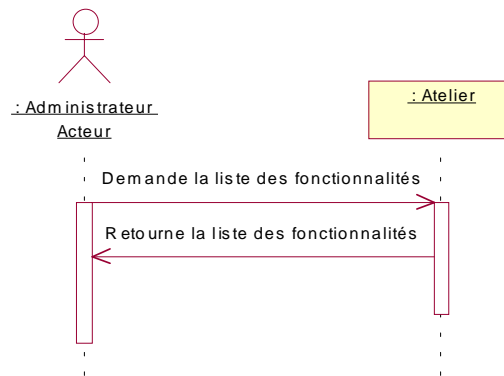 : Administrateur
Acteur
: Atelier
Demande la liste des fonctionnalités
Retourne la liste des fonctionnalités